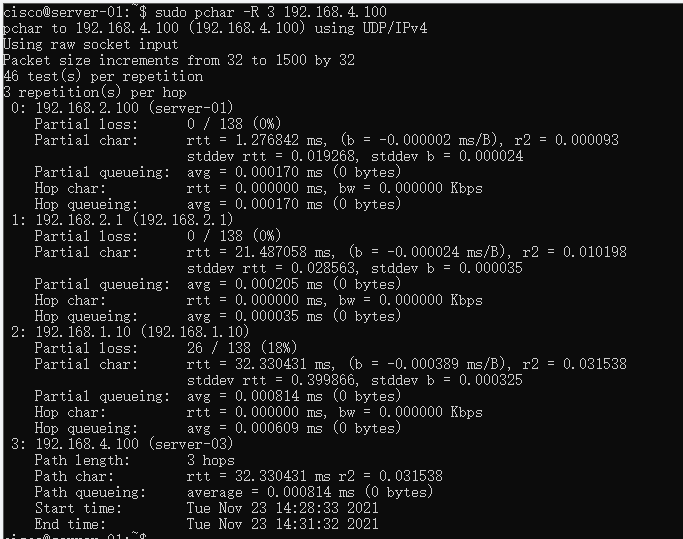 cisco@server-01:~$ sudo pchar -R 3 192.168.4.100
pchar to 192.168.4.100 (192.168.4.100) using UDP/IPv4
Using raw socket input
Packet size increments from 32 to 1500 by 32
46 test(s) per repetition
3 repetition(s) per hop
 0: 192.168.2.100 (server-01)
    Partial loss:      0 / 138 (0%)
    Partial char:      rtt = 1.276842 ms, (b = -0.000002 ms/B), r2 = 0.000093
                       stddev rtt = 0.019268, stddev b = 0.000024
    Partial queueing:  avg = 0.000170 ms (0 bytes)
    Hop char:          rtt = 0.000000 ms, bw = 0.000000 Kbps
    Hop queueing:      avg = 0.000170 ms (0 bytes)
 1: 192.168.2.1 (192.168.2.1)
    Partial loss:      0 / 138 (0%)
    Partial char:      rtt = 21.487058 ms, (b = -0.000024 ms/B), r2 = 0.010198
                       stddev rtt = 0.028563, stddev b = 0.000035
    Partial queueing:  avg = 0.000205 ms (0 bytes)
    Hop char:          rtt = 0.000000 ms, bw = 0.000000 Kbps
    Hop queueing:      avg = 0.000035 ms (0 bytes)
 2: 192.168.1.10 (192.168.1.10)
    Partial loss:      26 / 138 (18%)
    Partial char:      rtt = 32.330431 ms, (b = -0.000389 ms/B), r2 = 0.031538
                       stddev rtt = 0.399866, stddev b = 0.000325
    Partial queueing:  avg = 0.000814 ms (0 bytes)
    Hop char:          rtt = 0.000000 ms, bw = 0.000000 Kbps
    Hop queueing:      avg = 0.000609 ms (0 bytes)
 3: 192.168.4.100 (server-03)
    Path length:       3 hops
    Path char:         rtt = 32.330431 ms r2 = 0.031538
    Path queueing:     average = 0.000814 ms (0 bytes)
    Start time:        Tue Nov 23 14:28:33 2021
    End time:          Tue Nov 23 14:31:32 2021
cisco@server-01:~$